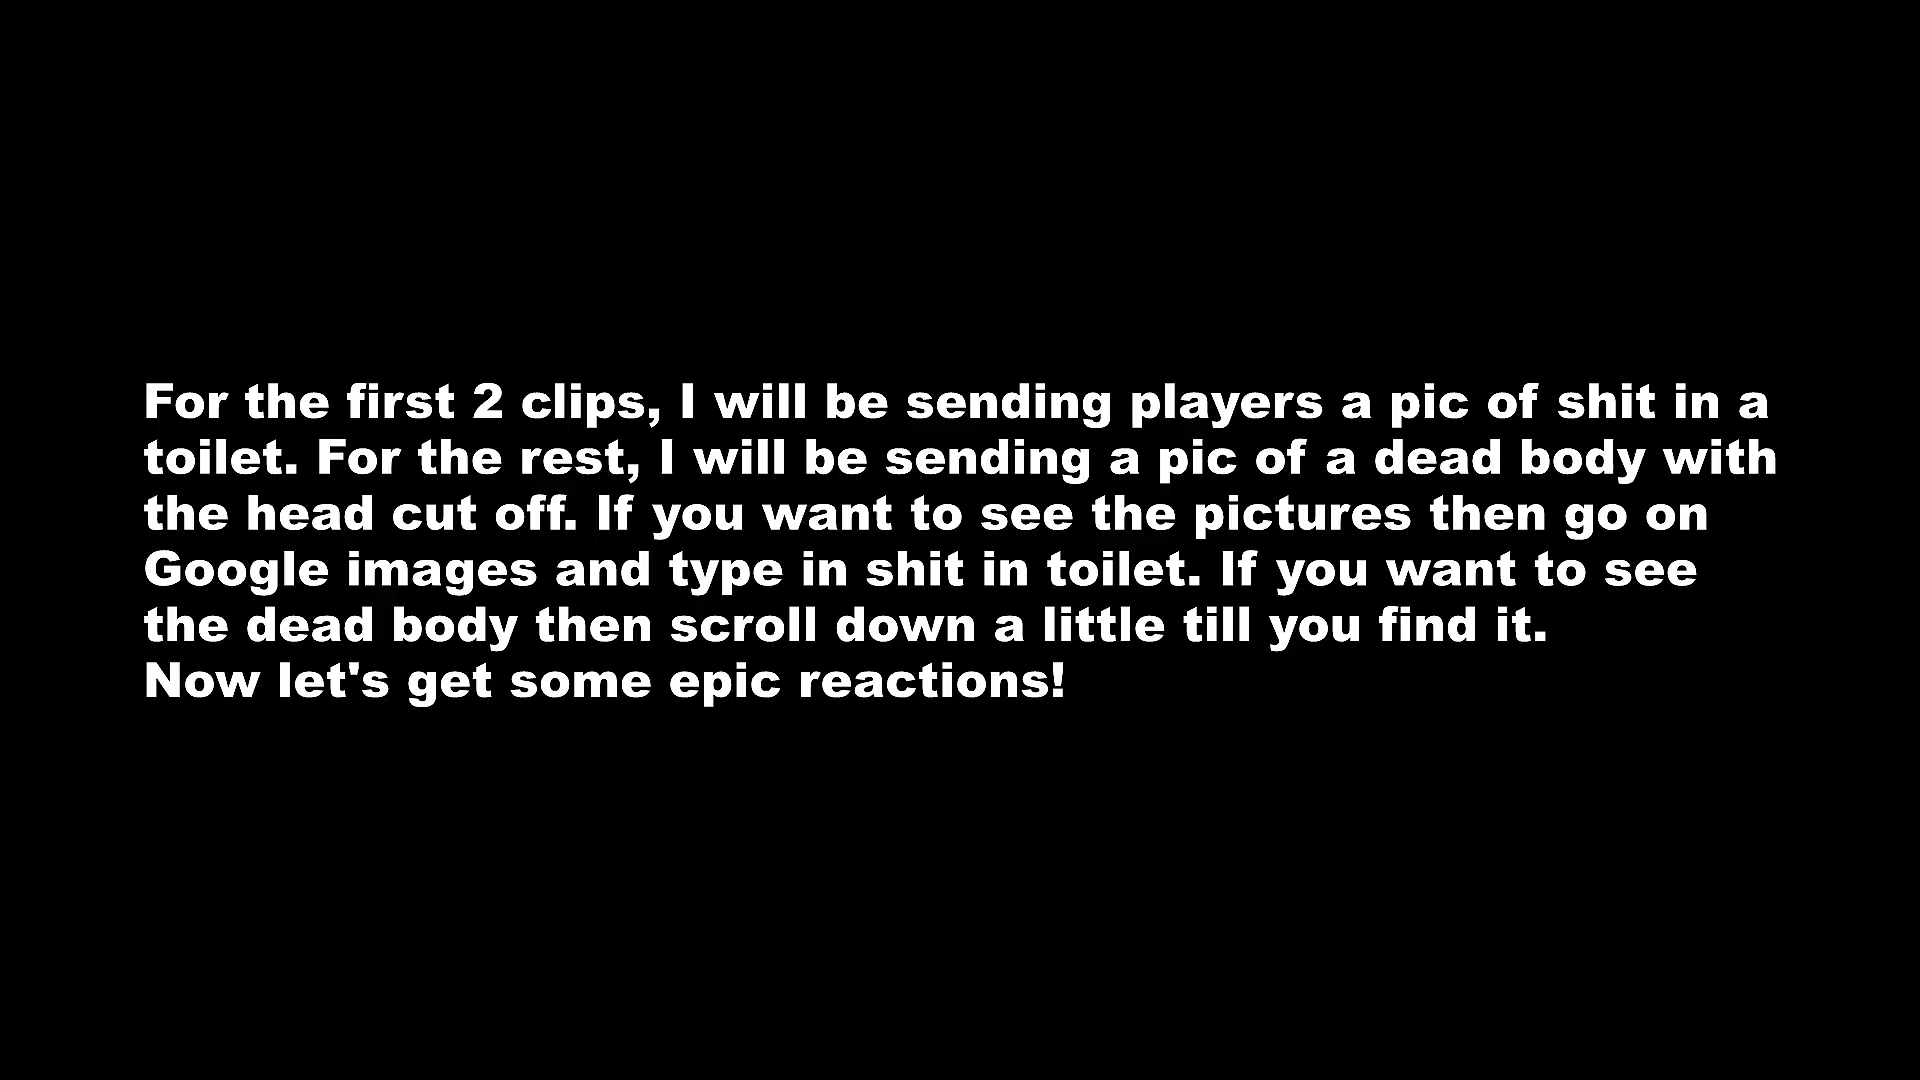 For the first 2 clips, I will be sending players a pic of shit in a
toilet. For the rest, I will be sending a pic of a dead body with
the head cut off. If you want to see the pictures then go on
Google images and type in shit in toilet. If you want to see
the dead body then scroll down a little till you find it.
Now let's get some epic reactions!